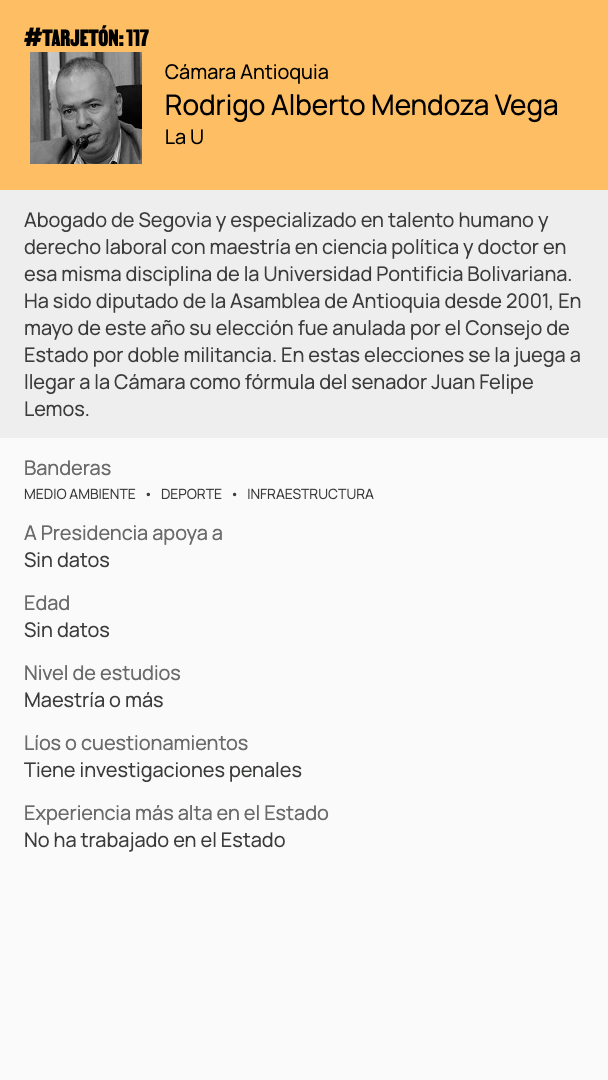 #TARJETÓN: 117
Cámara Antioquia
Rodrigo Alberto Mendoza Vega
La U
Abogado de Segovia y especializado en talento humano y
derecho laboral con maestría en ciencia política y doctor en
esa misma disciplina de la Universidad Pontificia Bolivariana.
Ha sido diputado de la Asamblea de Antioquia desde 2001, En
mayo de este año su elección fue anulada por el Consejo de
Estado por doble militancia. En estas elecciones se la juega a
llegar a la Cámara como fórmula del senador Juan Felipe
Lemos.
Banderas
MEDIO AMBIENTE • DEPORTE • INFRAESTRUCTURA
A Presidencia apoya a
Sin datos
Edad
Sin datos
Nivel de estudios
Maestría o más
Líos o cuestionamientos
Tiene investigaciones penales
Experiencia más alta en el Estado
No ha trabajado en el Estado